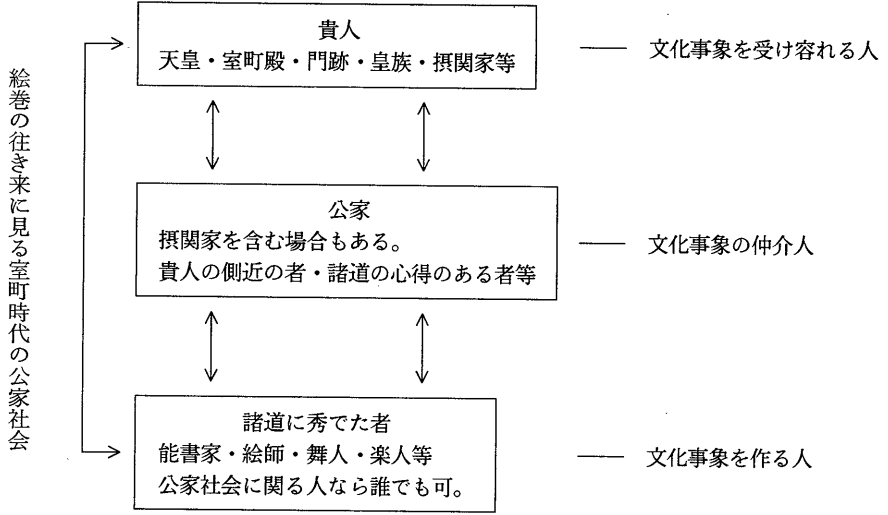 絵巻の往き来に見る室町時代の公家社会
貴人
天皇・室町殿・門跡・皇族・摂関家等
文化事象を受け容れる人
公家
摂関家を含む場合もある。
貴人の側近の者・諸道の心得のある者等
文化事象の仲介人
諸道に秀でた者
能書家・絵師・舞人・楽人等
公家社会に関る人なら誰でも可。
文化事象を作る人